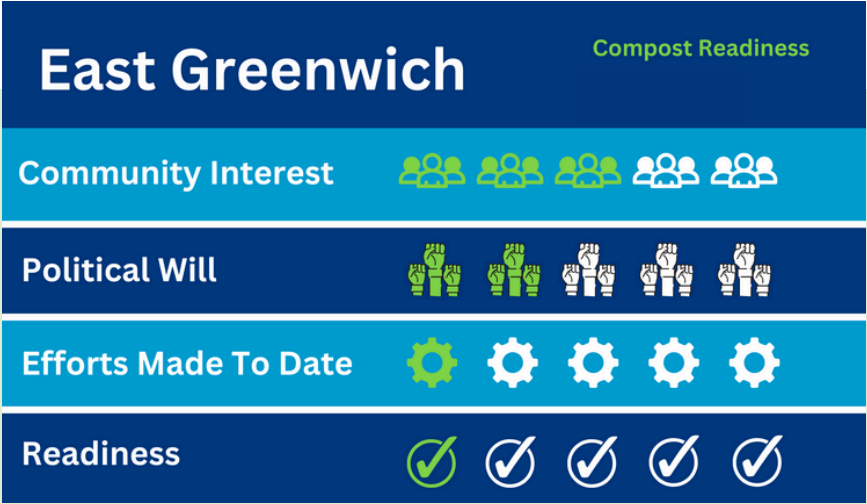 East Greenwich
Compost Readiness
Community Interest
Political Will
Efforts Made To Date
Readiness